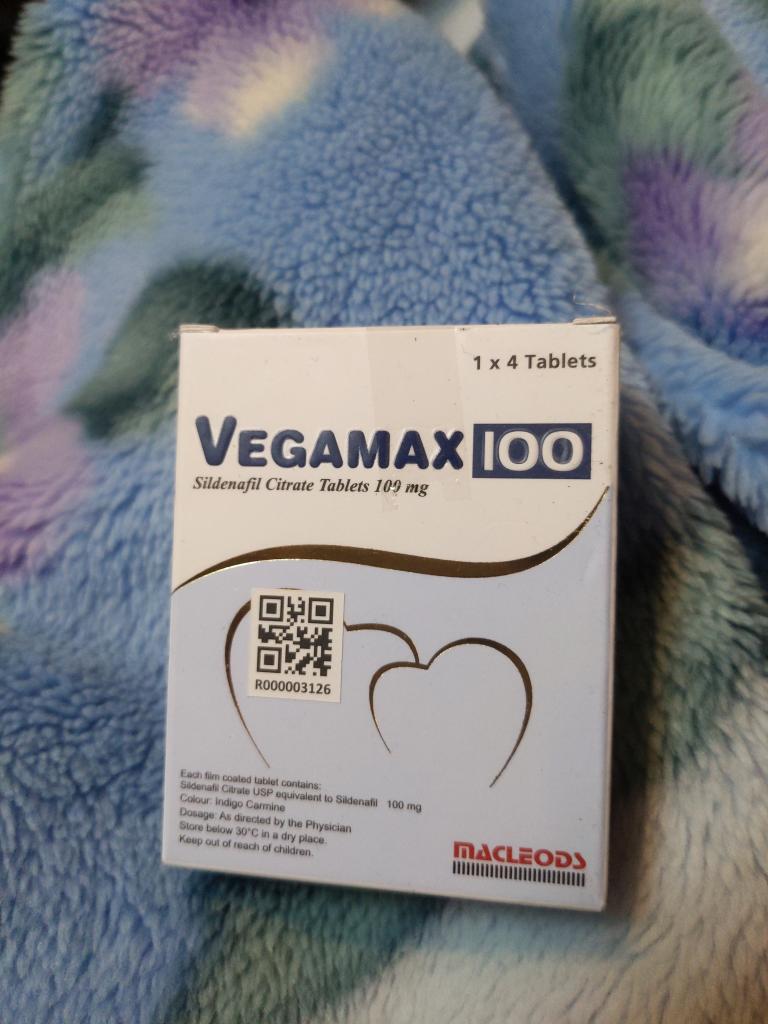 1 x 4 Tablets
VEGAMAX 100
Sildenafil Citrate Tablets 100 mg
R000003126
Each film coated tablet contains:
Sildenafil Citrate USP equivalent to Sildenafil 100 mg
Colour: Indigo Carmine
Dosage: As directed by the Physician
Store below 30°C in a dry place.
Keep out of reach of children.
MACLEODS